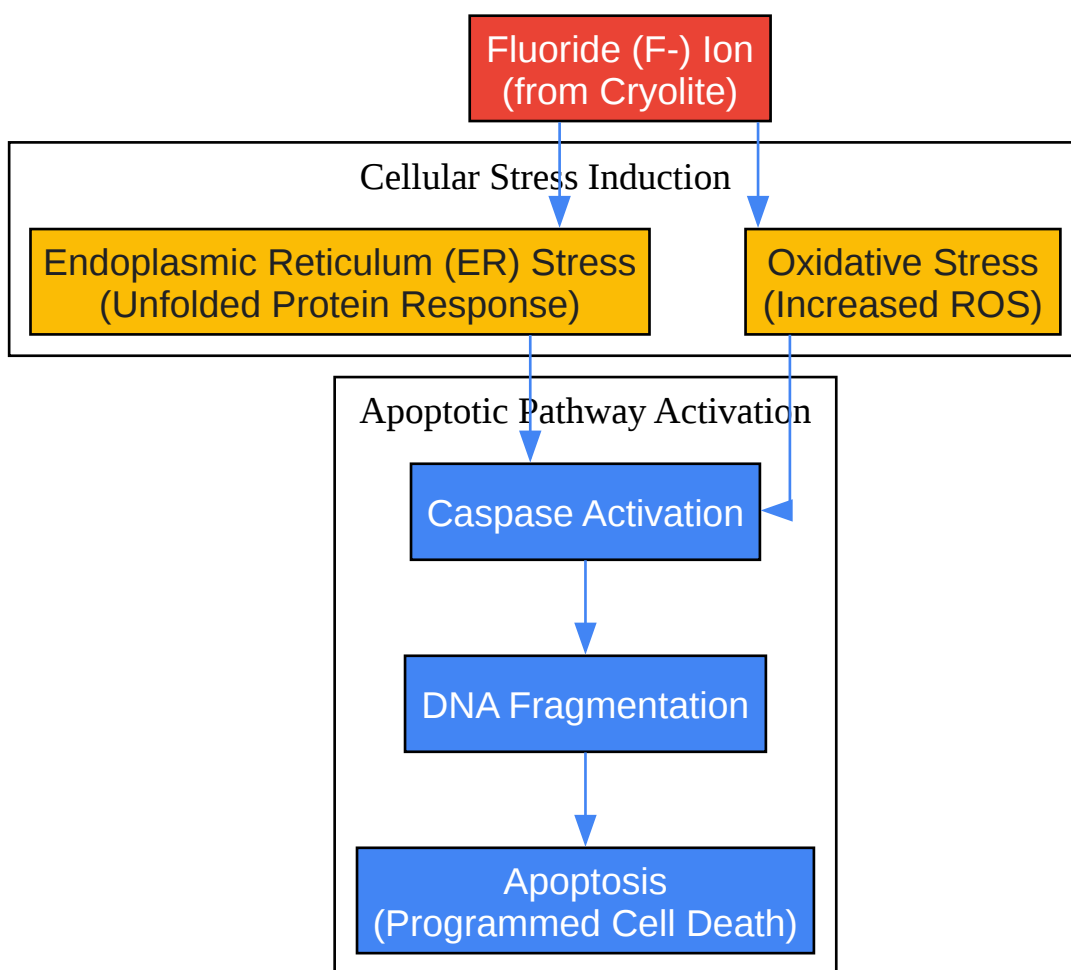 Fluoride (F-) Ion
(from Cryolite)
Cellular Stress Induction
Endoplasmic Reticulum (ER) Stress
(Unfolded Protein Response)
Oxidative Stress
(Increased ROS)
Apoptotic Pathway Activation
Caspase Activation
DNA Fragmentation
Apoptosis
(Programmed Cell Death)